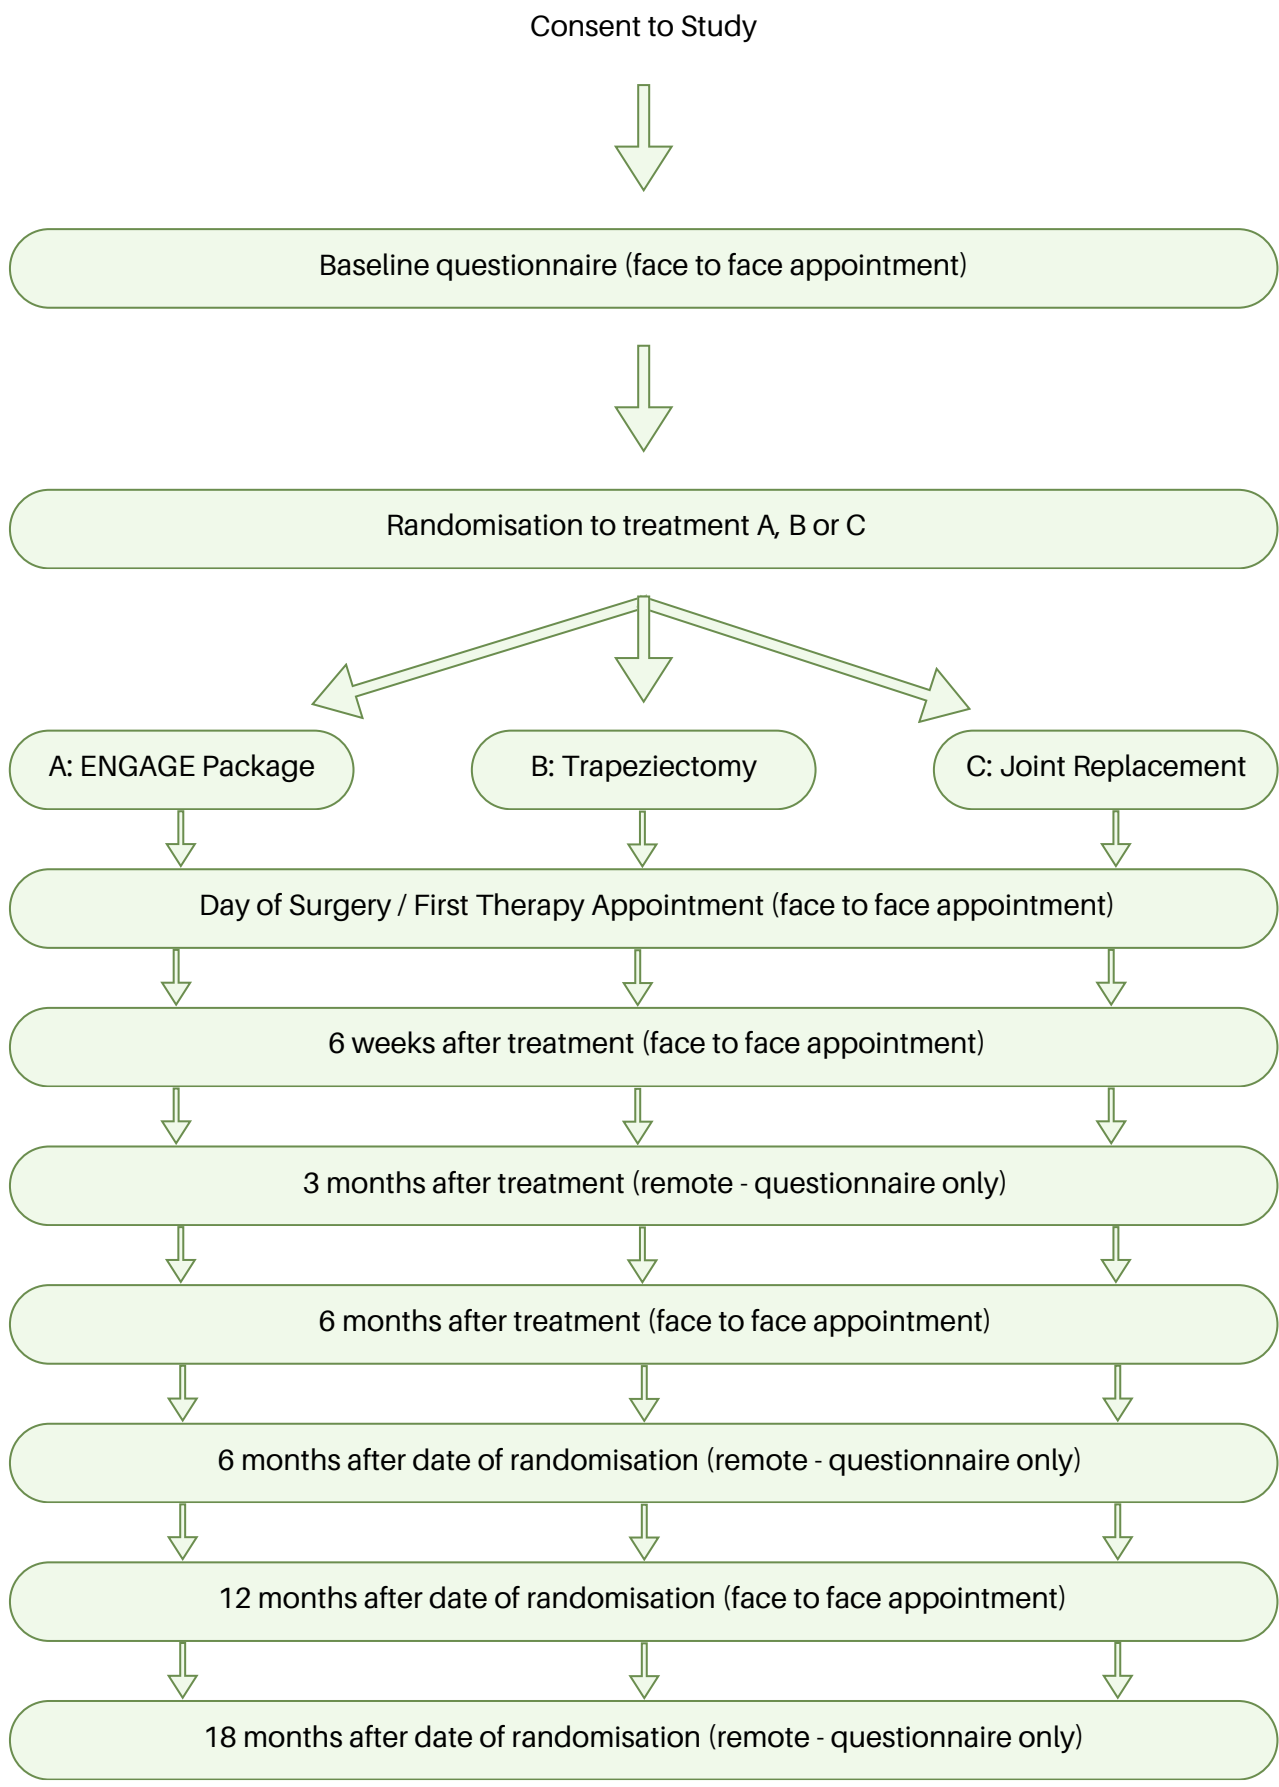 Consent to Study
Baseline questionnaire (face to face appointment)
Randomisation to treatment A, B or C
A: ENGAGE Package
B: Trapeziectomy
C: Joint Replacement
Day of Surgery / First Therapy Appointment (face to face appointment)
6 weeks after treatment (face to face appointment)
3 months after treatment (remote - questionnaire only)
6 months after treatment (face to face appointment)
6 months after date of randomisation (remote - questionnaire only)
12 months after date of randomisation (face to face appointment)
18 months after date of randomisation (remote - questionnaire only)